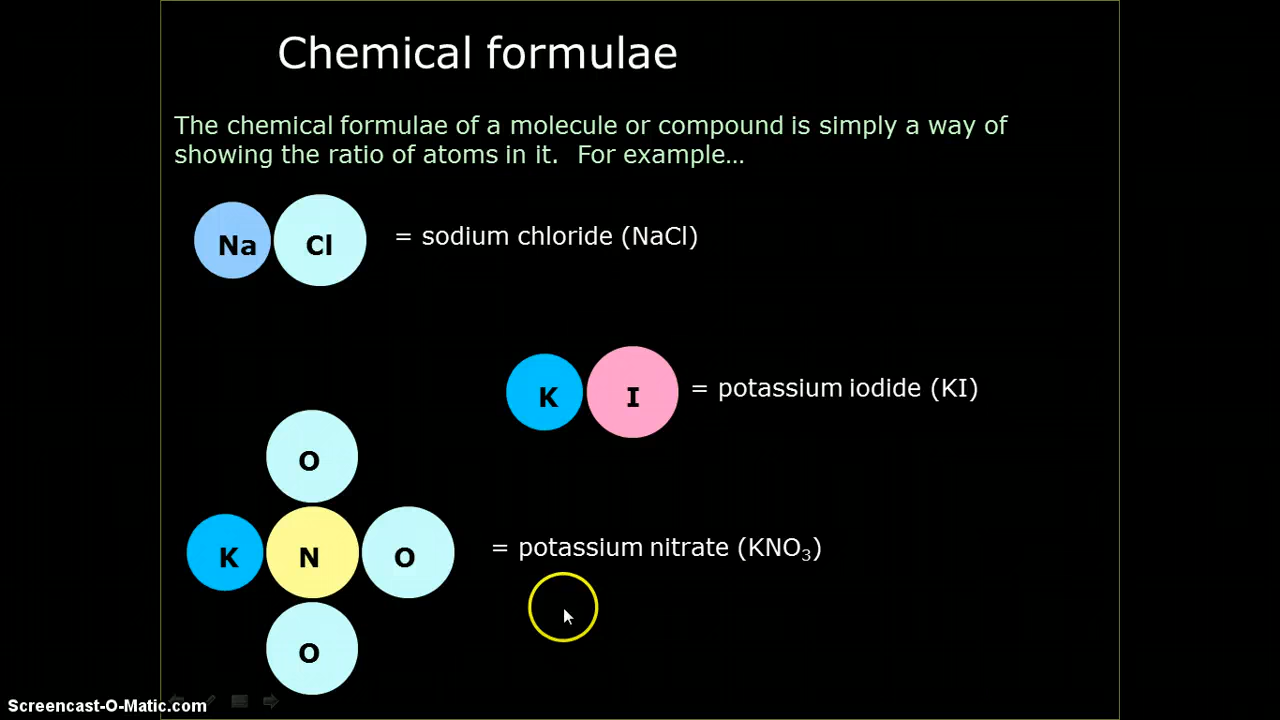 Chemical formulae
The chemical formulae of a molecule or compound is simply a way of
showing the ratio of atoms in it. For example…
Na Cl = sodium chloride (NaCl)
K I = potassium iodide (KI)
O
K N O = potassium nitrate (KNO₃)
O
Screencast-O-Matic.com